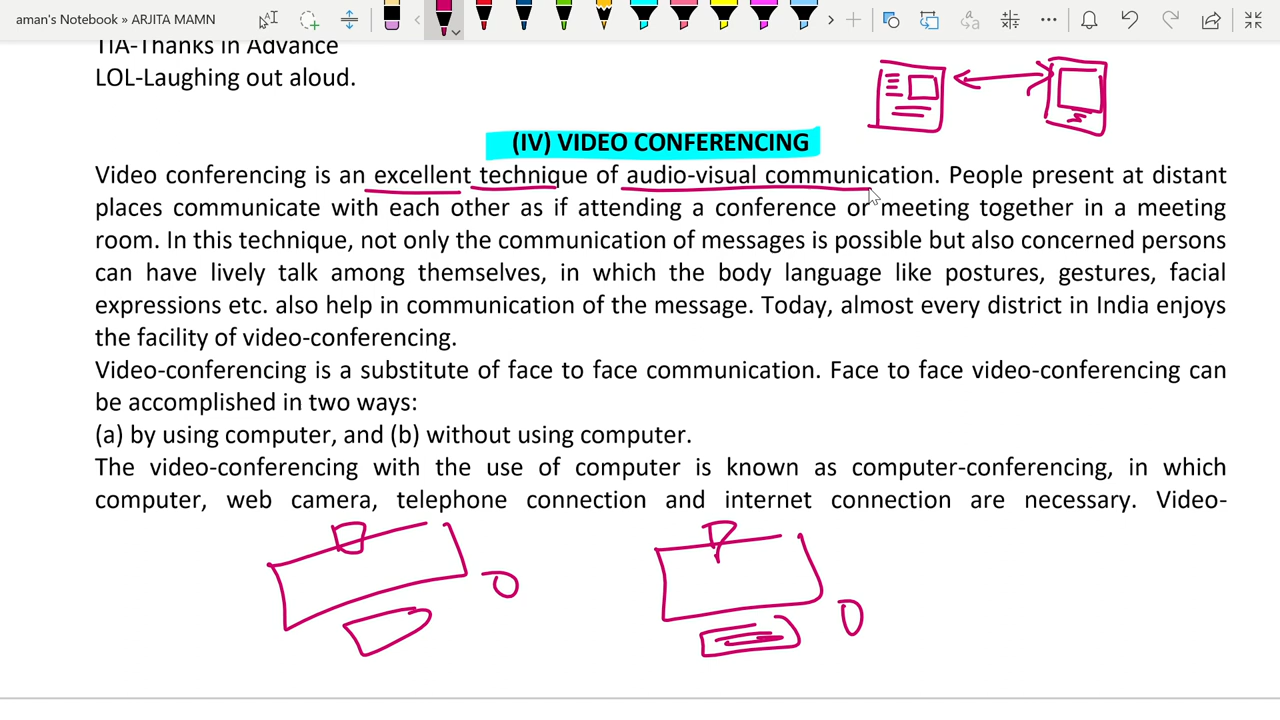 aman's Notebook » ARJITA MAMN
TIA-Thanks in Advance
LOL-Laughing out aloud.
(IV) VIDEO CONFERENCING
Video conferencing is an excellent technique of audio-visual communication. People present at distant
places communicate with each other as if attending a conference or meeting together in a meeting
room. In this technique, not only the communication of messages is possible but also concerned persons
can have lively talk among themselves, in which the body language like postures, gestures, facial
expressions etc. also help in communication of the message. Today, almost every district in India enjoys
the facility of video-conferencing.
Video-conferencing is a substitute of face to face communication. Face to face video-conferencing can
be accomplished in two ways:
(a) by using computer, and (b) without using computer.
The video-conferencing with the use of computer is known as computer-conferencing, in which
computer, web camera, telephone connection and internet connection are necessary. Video-